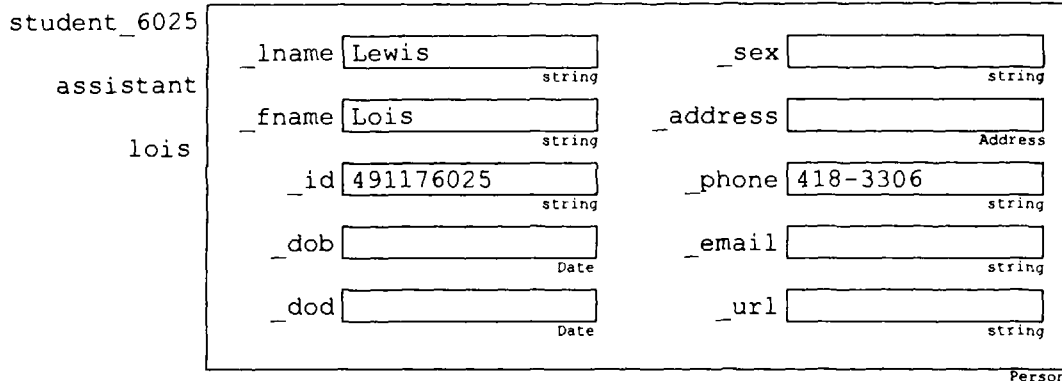 student_6025
assistant
lois
_lname Lewis string
_fname Lois string
_id 491176025 string
_dob Date
_dod Date
_sex string
_address Address
_phone 418-3306 string
_email string
_url string
Person